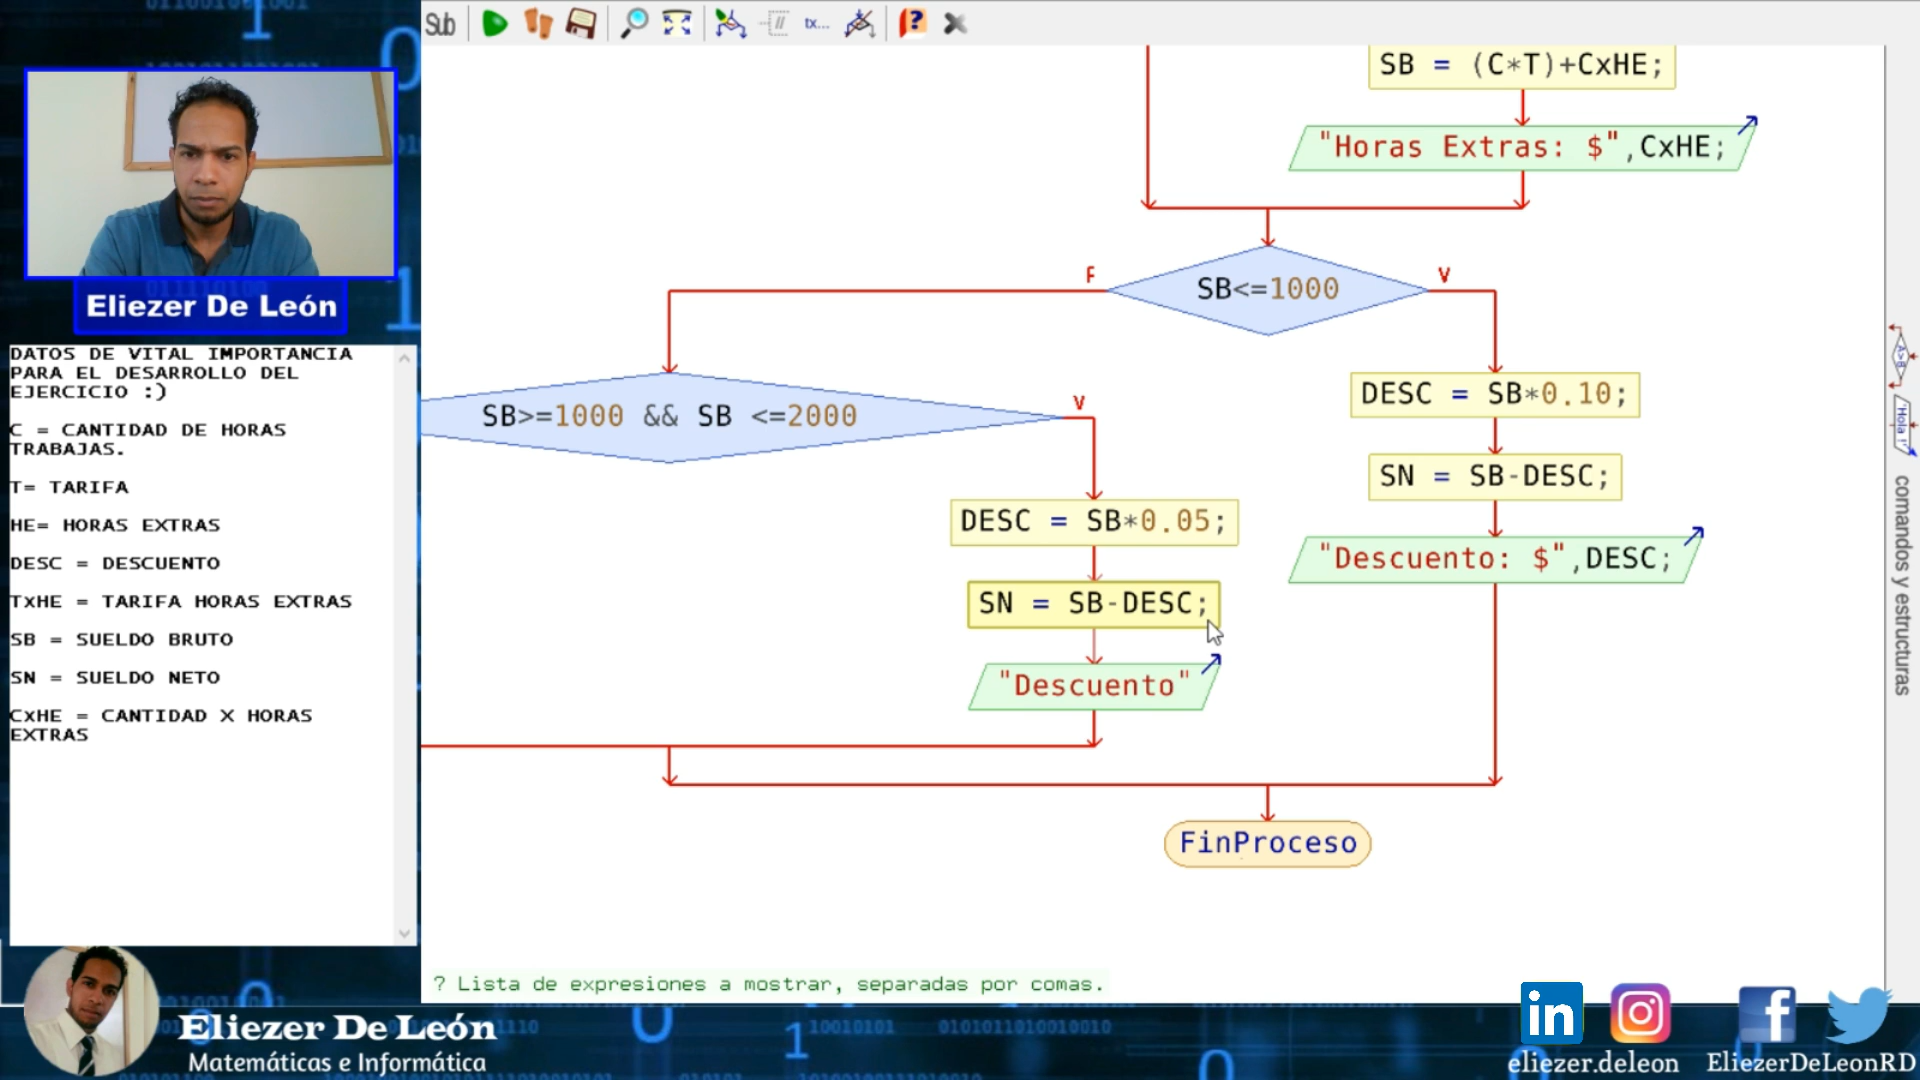 Sub
tx...
Eliezer De León
DATOS DE VITAL IMPORTANCIA
PARA EL DESARROLLO DEL
EJERCICIO :)
C = CANTIDAD DE HORAS
TRABAJAS.
T= TARIFA
HE= HORAS EXTRAS
DESC = DESCUENTO
TxHE = TARIFA HORAS EXTRAS
SB = SUELDO BRUTO
SN = SUELDO NETO
CxHE = CANTIDAD X HORAS
EXTRAS
SB = (C*T)+CxHE;
"Horas Extras: $",CxHE;
F
SB<=1000
V
SB>=1000 && SB <=2000
V
DESC = SB*0.10;
SN = SB-DESC;
"Descuento: $",DESC;
DESC = SB*0.05;
SN = SB-DESC;
"Descuento"
FinProceso
A>B
"Hola!"
comandos y estructuras
? Lista de expresiones a mostrar, separadas por comas.
Eliezer De León
Matemáticas e Informática
in
f
eliezer.deleon
EliezerDeLeonRD